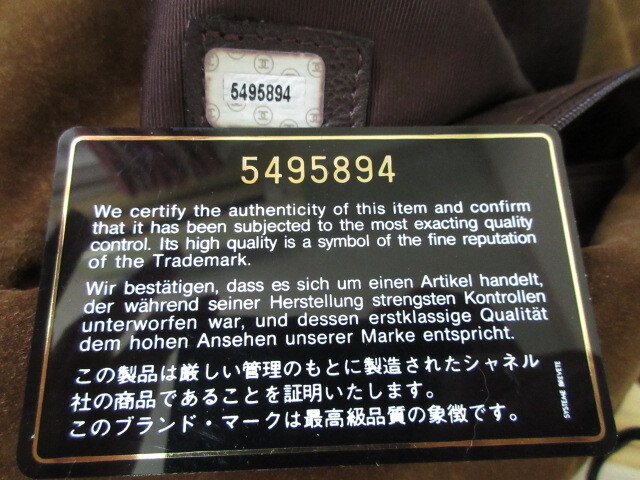 5495894
5495894
We certify the authenticity of this item and confirm
that it has been subjected to the most exacting quality
control. Its high quality is a symbol of the fine reputation
of the Trademark.
Wir bestätigen, dass es sich um einen Artikel handelt,
der während seiner Herstellung strengsten Kontrollen
unterworfen war, und dessen erstklassige Qualität
dem hohen Ansehen unserer Marke entspricht.
この製品は厳しい管理のもとに製造されたシャネル
社の商品であることを証明いたします。
このブランド・マークは最高級品質の象徴です。
SYSTEME BREVETE